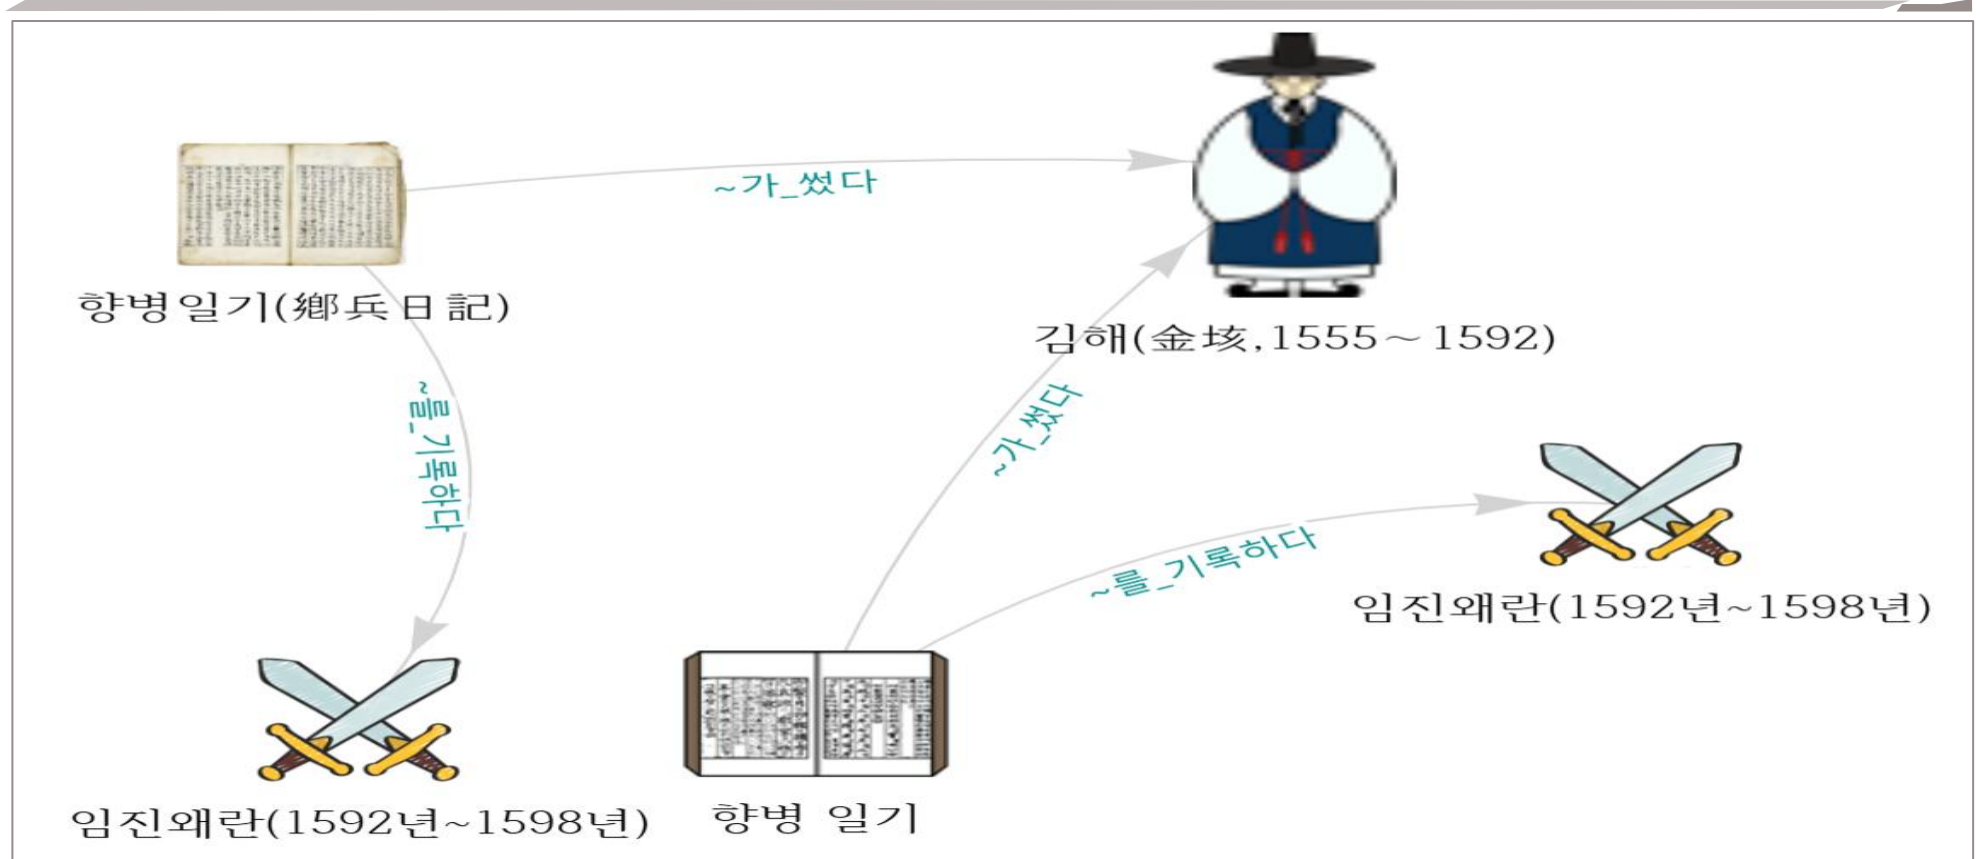 ~가_썼다
향병일기(鄕兵日記)
김해(金垓,1555～1592)
~를_기록하다
~가_썼다
~를_기록하다
임진왜란(1592년~1598년)
임진왜란(1592년~1598년)
향병 일기